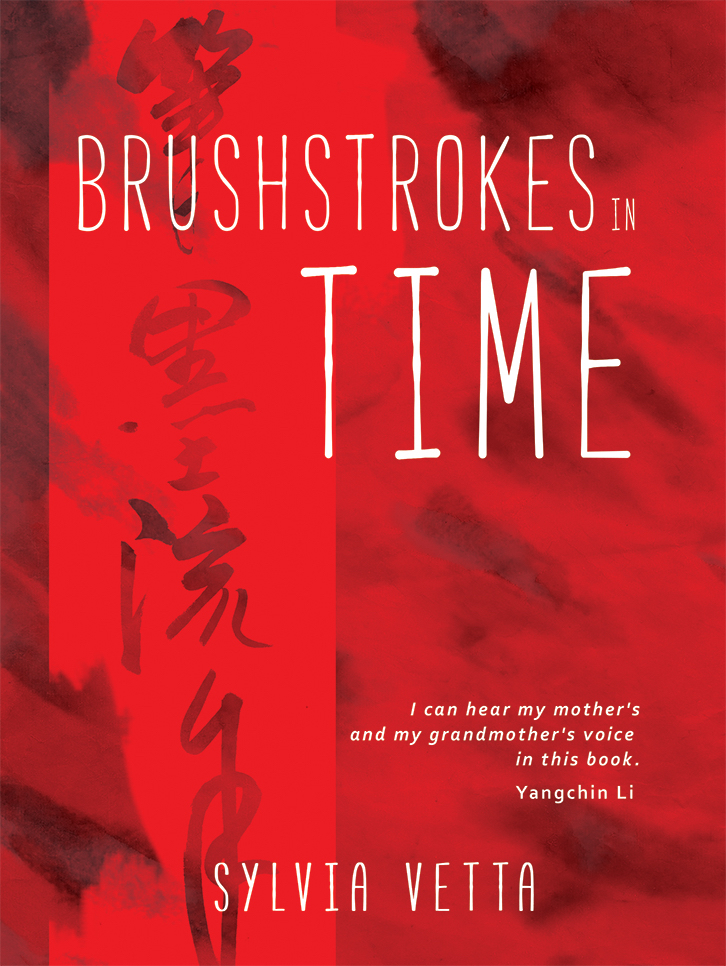 筆
墨
流
年
BRUSHSTROKES IN
TIME
I can hear my mother's
and my grandmother's voice
in this book.
Yangchin Li
SYLVIA VETTA